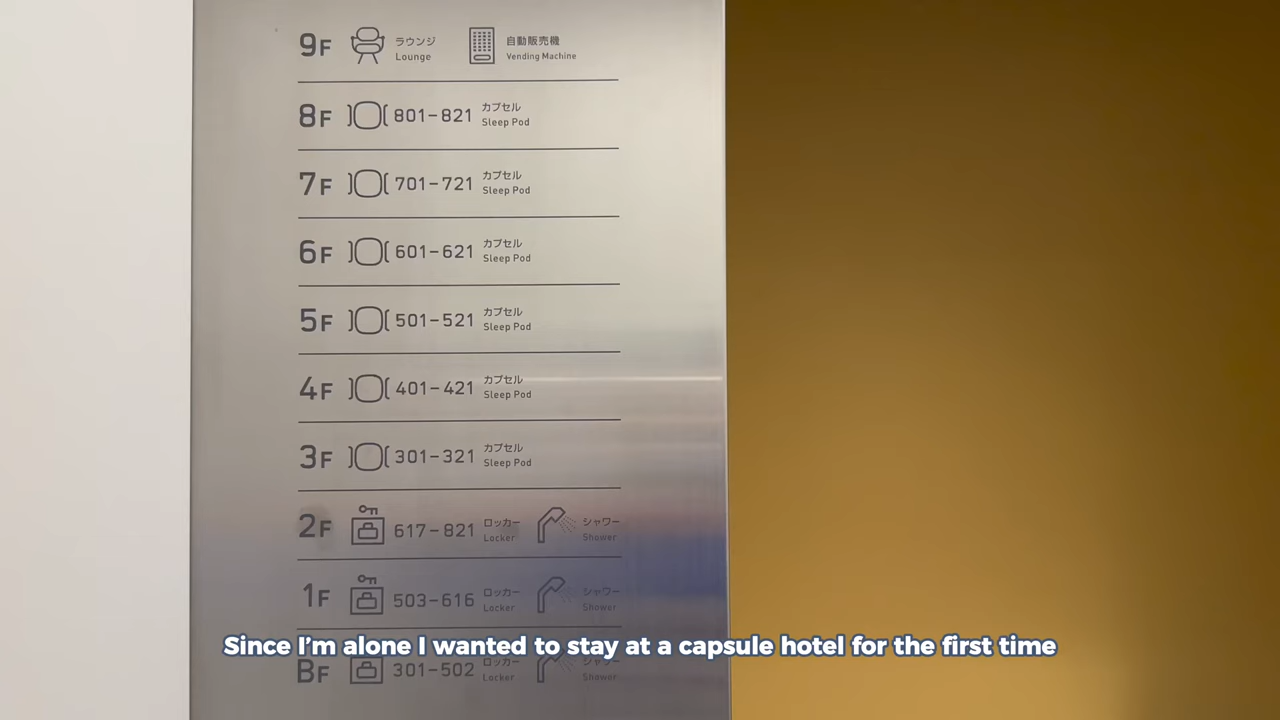 9F ラウンジ Lounge 自動販売機 Vending Machine
8F 801-821 カプセル Sleep Pod
7F 701-721 カプセル Sleep Pod
6F 601-621 カプセル Sleep Pod
5F 501-521 カプセル Sleep Pod
4F 401-421 カプセル Sleep Pod
3F 301-321 カプセル Sleep Pod
2F 617-821 ロッカー Locker シャワー Shower
1F 503-616 ロッカー Locker シャワー Shower
Since I'm alone I wanted to stay at a capsule hotel for the first time
BF 301-502 ロッカー Locker シャワー Shower